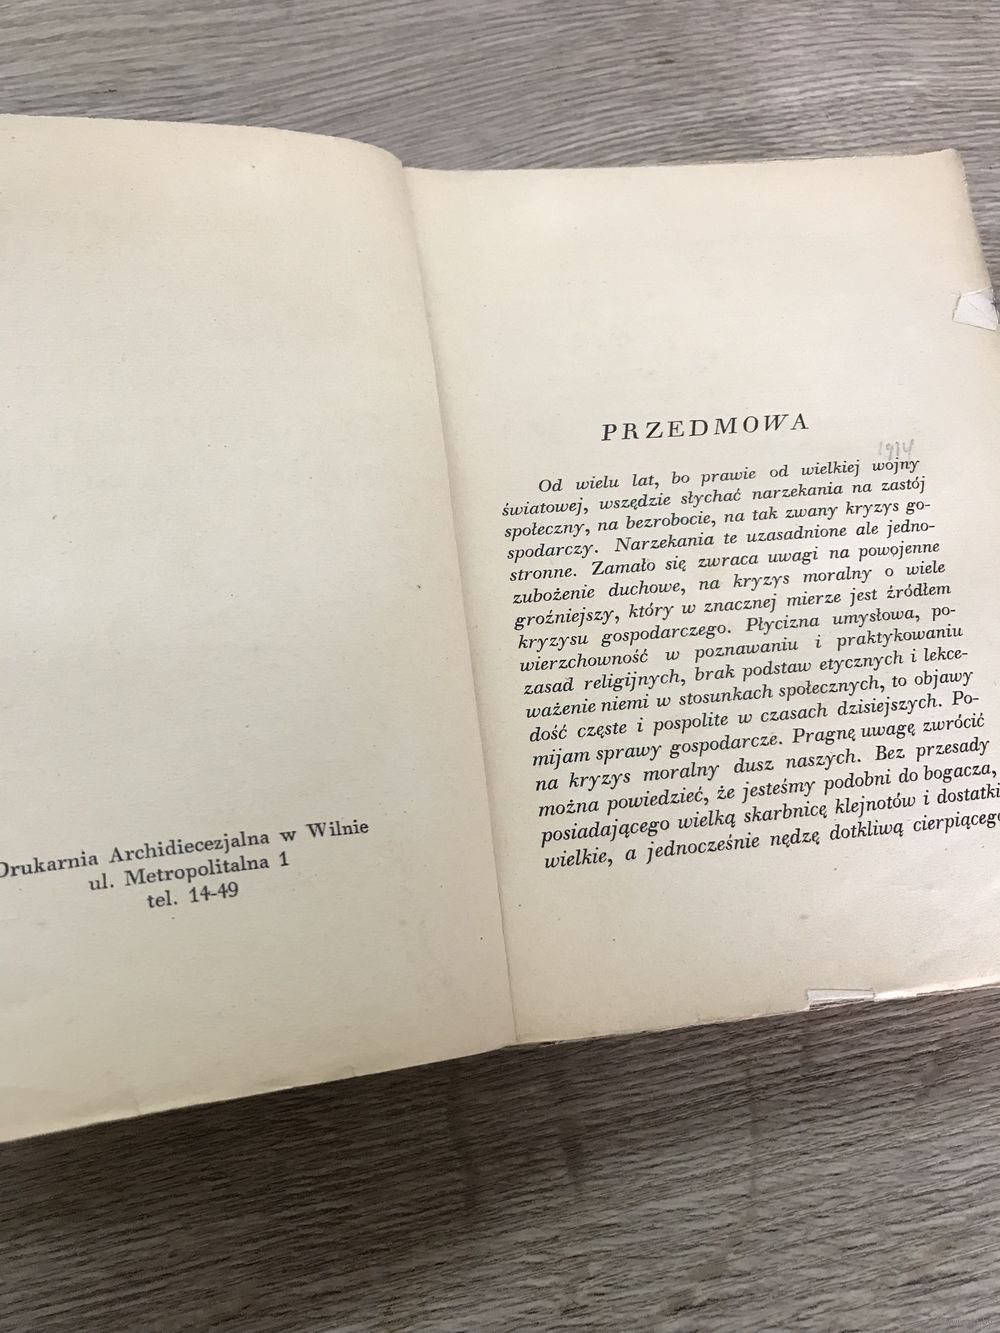 Drukarnia Archidiecezjalna w Wilnie
ul. Metropolitalna 1
tel. 14-49
PRZEDMOWA
1914
Od wielu lat, bo prawie od wielkiej wojny
światowej, wszędzie słychać narzekania na zastój
społeczny, na bezrobocie, na tak zwany kryzys go-
spodarczy. Narzekania te uzasadnione ale jedno-
stronne. Zamało się zwraca uwagi na powojenne
zubożenie duchowe, na kryzys moralny o wiele
groźniejszy, który w znacznej mierze jest źródłem
kryzysu gospodarczego. Płycizna umysłowa, po-
wierzchowność w poznawaniu i praktykowaniu
zasad religijnych, brak podstaw etycznych i lekce-
ważenie niemi w stosunkach społecznych, to objawy
dość częste i pospolite w czasach dzisiejszych. Po-
mijam sprawy gospodarcze. Pragnę uwagę zwrócić
na kryzys moralny dusz naszych. Bez przesady
można powiedzieć, że jesteśmy podobni do bogacza,
posiadającego wielką skarbnicę klejnotów i dostatki
wielkie, a jednocześnie nędzę dotkliwą cierpiącego